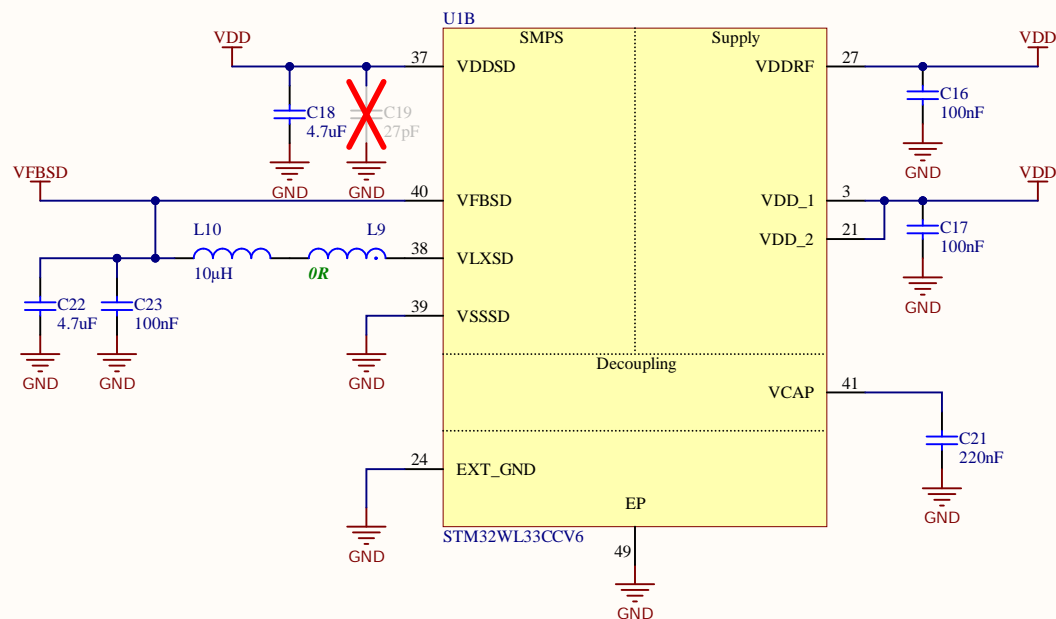 U1B
SMPS
Supply
VDD
37
VDDSD
VDDRF
27
VDD
C18
4.7uF
C19
27pF
C16
100nF
GND
GND
GND
VFBSD
40
VFBSD
VDD_1
3
VDD
L10
L9
VDD_2
21
C17
100nF
10µH
0R
38
VLXSD
GND
C22
4.7uF
C23
100nF
39
VSSSD
GND
GND
GND
Decoupling
VCAP
41
C21
220nF
24
EXT_GND
GND
EP
GND
STM32WL33CCV6
49
GND